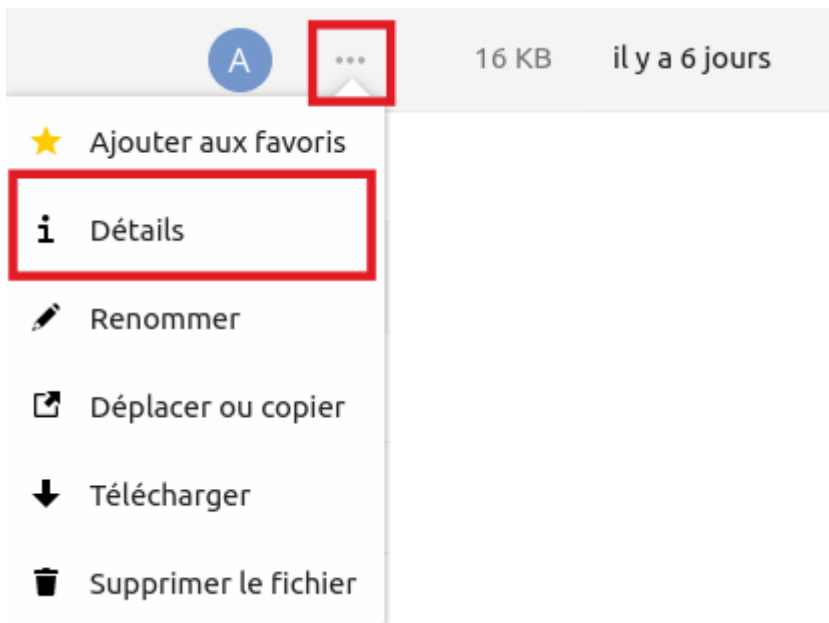 A ... 16 KB il y a 6 jours
Ajouter aux favoris
Détails
Renommer
Déplacer ou copier
Télécharger
Supprimer le fichier